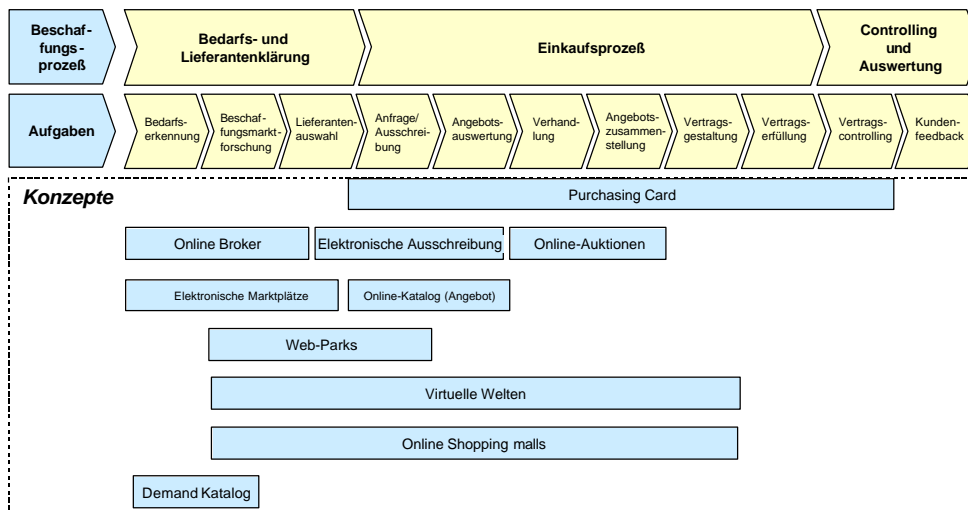 Beschaf-
fungs-
prozeß
Bedarfs- und
Lieferantenklärung
Einkaufsprozeß
Controlling
und
Auswertung
Aufgaben
Bedarfs-
erkennung
Beschaf-
fungsmarkt-
forschung
Lieferanten-
auswahl
Anfrage/
Ausschrei-
bung
Angebots-
auswertung
Verhand-
lung
Angebots-
zusammen-
stellung
Vertrags-
gestaltung
Vertrags-
erfüllung
Vertrags-
controlling
Kunden-
feedback
Konzepte
Purchasing Card
Online Broker
Elektronische Ausschreibung
Online-Auktionen
Elektronische Marktplätze
Online-Katalog (Angebot)
Web-Parks
Virtuelle Welten
Online Shopping malls
Demand Katalog